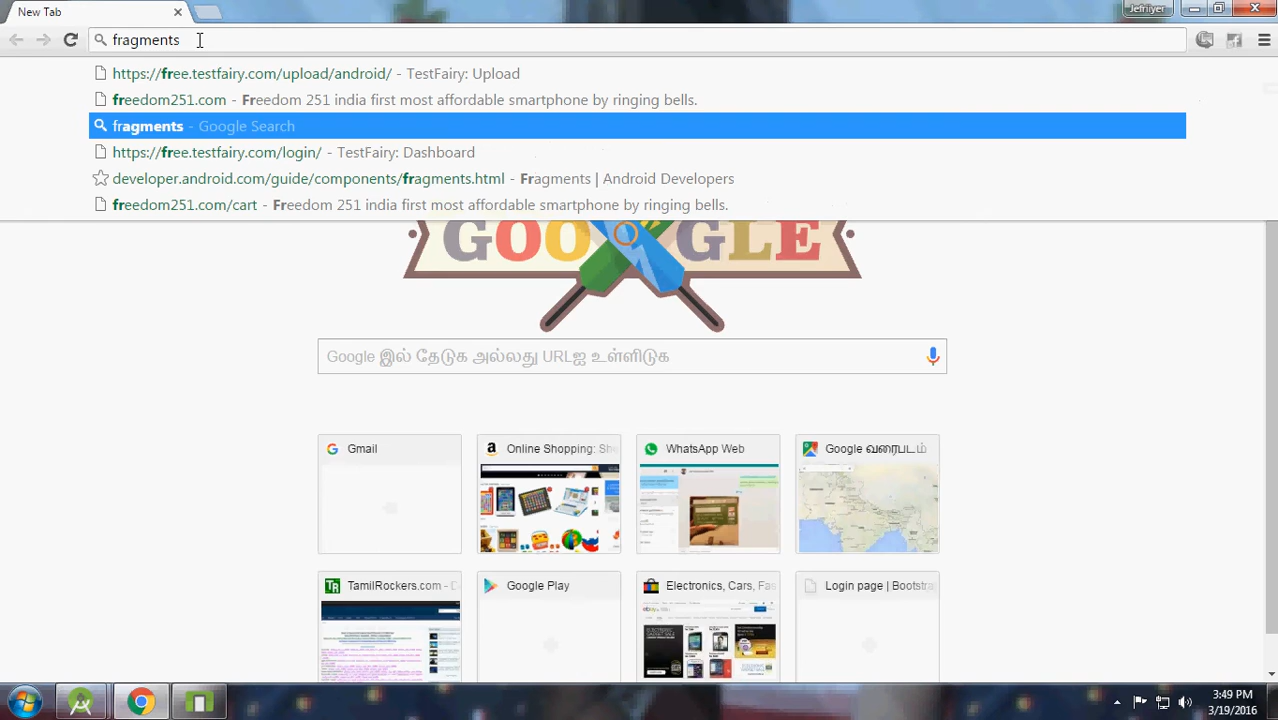 New Tab
Jefriyer
fragments
https://free.testfairy.com/upload/android/ - TestFairy: Upload
freedom251.com - Freedom 251 india first most affordable smartphone by ringing bells.
fragments - Google Search
https://free.testfairy.com/login/ - TestFairy: Dashboard
developer.android.com/guide/components/fragments.html - Fragments | Android Developers
freedom251.com/cart - Freedom 251 india first most affordable smartphone by ringing bells.
GOOGLE
Google இல் தேடுக அல்லது URLஐ உள்ளிடுக
Gmail
Online Shopping: Sh
WhatsApp Web
Google வரைபடம்
TamilRockers.com - D
Google Play
Electronics, Cars, Fas
Login page | Bootstra
3:49 PM
3/19/2016